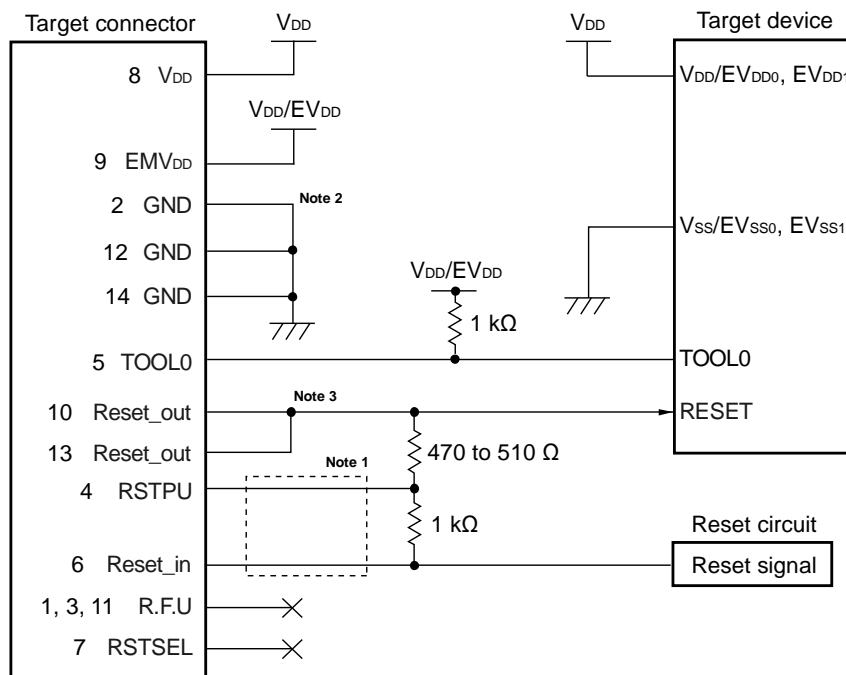 Target connector
VDD
VDD
Target device
8 VDD
VDD/EVDD0, EVDD1
VDD/EVDD
9 EMVDD
2 GND
Note 2
VSS/EVSS0, EVSS1
12 GND
VDD/EVDD
14 GND
1 kΩ
5 TOOL0
TOOL0
Note 3
10 Reset_out
RESET
13 Reset_out
470 to 510 Ω
Note 1
4 RSTPU
1 kΩ
Reset circuit
6 Reset_in
Reset signal
1, 3, 11 R.F.U
7 RSTSEL